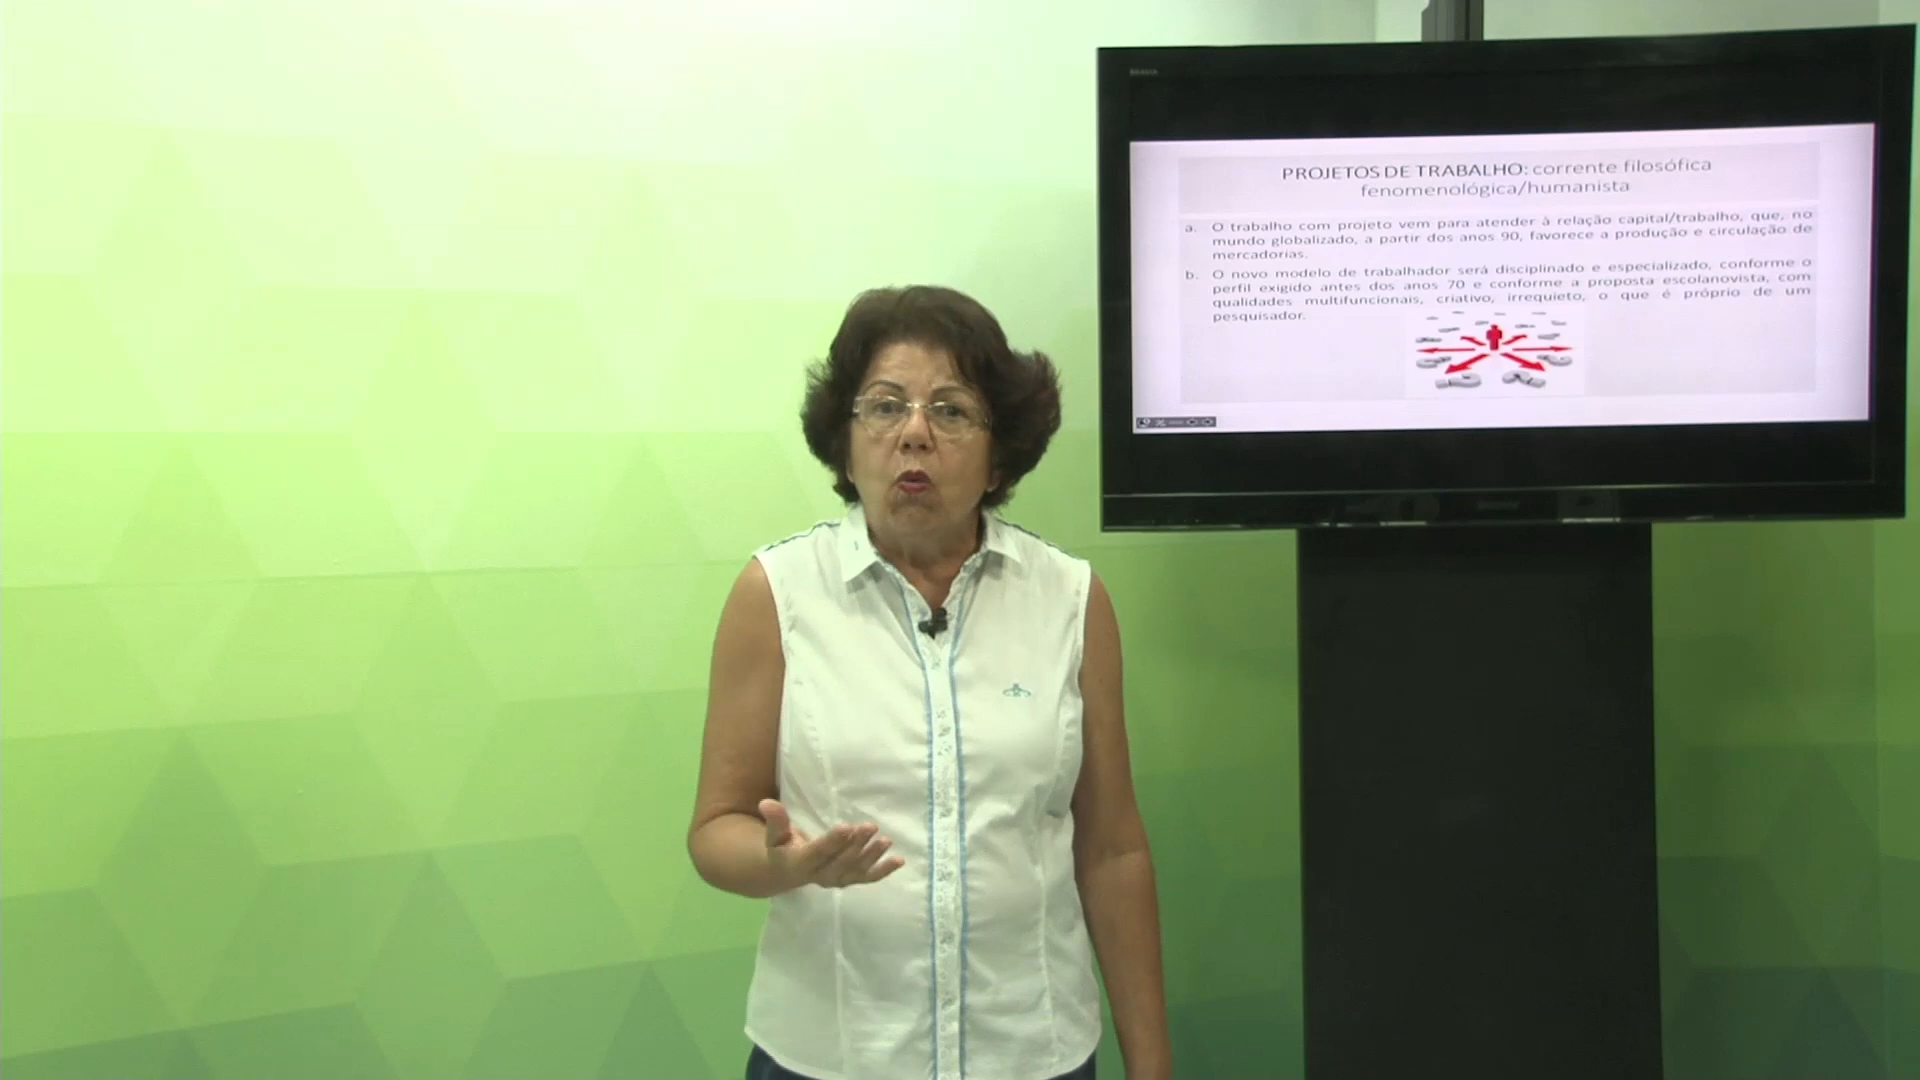 PROJETOS DE TRABALHO: corrente filosófica
fenomenológica/humanista
a. O trabalho com projeto vem para atender à relação capital/trabalho, que, no
mundo globalizado, a partir dos anos 90, favorece a produção e circulação de
mercadorias.
b. O novo modelo de trabalhador será disciplinado e especializado, conforme o
perfil exigido antes dos anos 70 e conforme a proposta escolanovista, com
qualidades multifuncionais, criativo, irrequieto, o que é próprio de um
pesquisador.